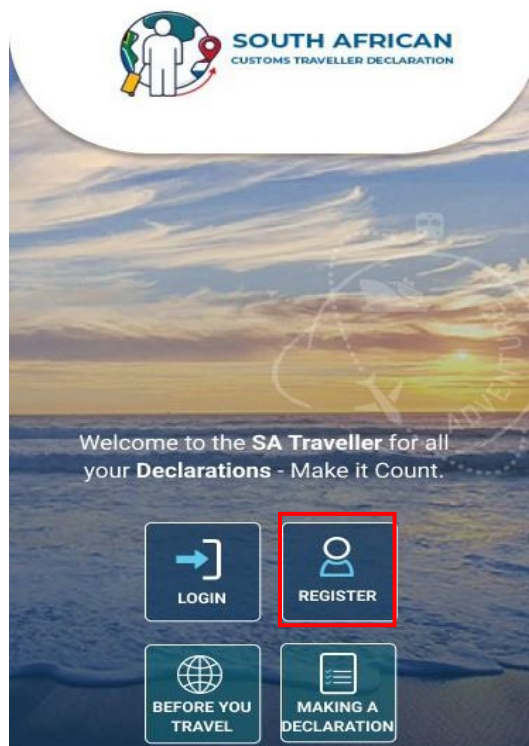 SOUTH AFRICAN
CUSTOMS TRAVELLER DECLARATION
ADVENTURE
Welcome to the SA Traveller for all
your Declarations - Make it Count.
LOGIN
REGISTER
BEFORE YOU
TRAVEL
MAKING A
DECLARATION